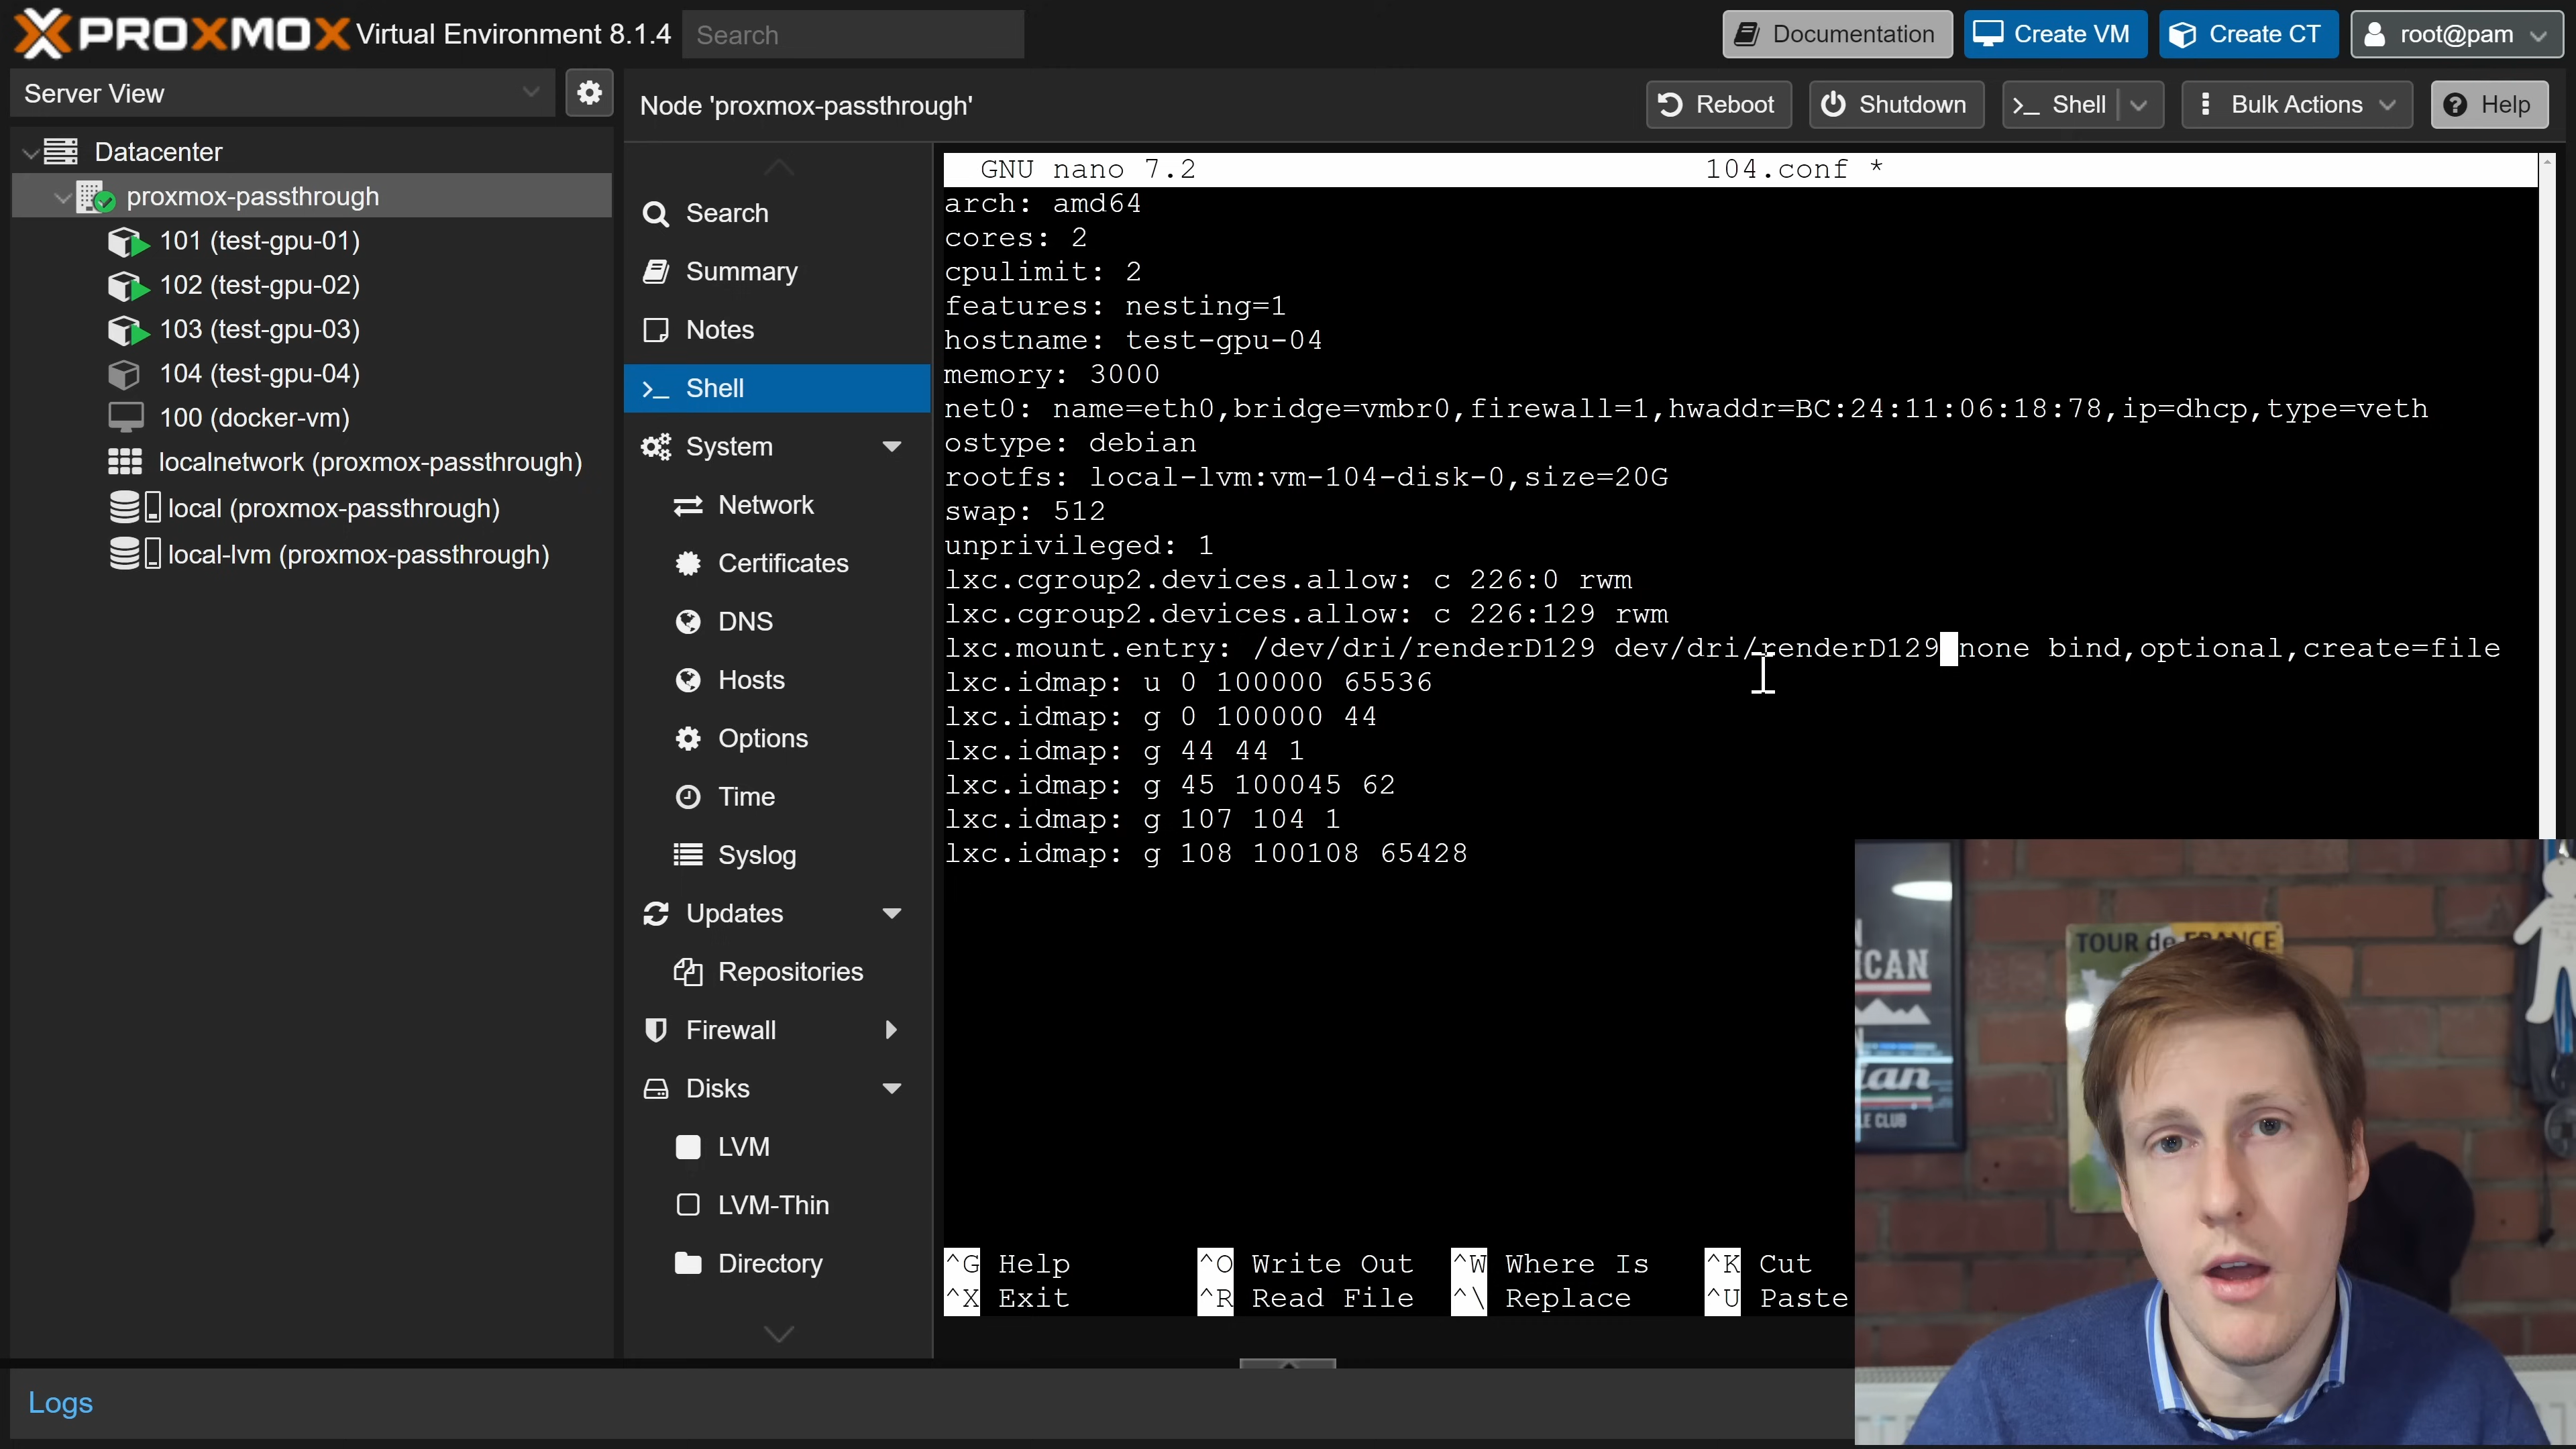 PROXMOX Virtual Environment 8.1.4
Search
Documentation
Create VM
Create CT
root@pam
Server View
Node 'proxmox-passthrough'
Reboot
Shutdown
Shell
Bulk Actions
Help
Datacenter
proxmox-passthrough
101 (test-gpu-01)
102 (test-gpu-02)
103 (test-gpu-03)
104 (test-gpu-04)
100 (docker-vm)
localnetwork (proxmox-passthrough)
local (proxmox-passthrough)
local-lvm (proxmox-passthrough)
Search
Summary
Notes
Shell
System
Network
Certificates
DNS
Hosts
Options
Time
Syslog
Updates
Repositories
Firewall
Disks
LVM
LVM-Thin
Directory
GNU nano 7.2 104.conf *
arch: amd64
cores: 2
cpulimit: 2
features: nesting=1
hostname: test-gpu-04
memory: 3000
net0: name=eth0,bridge=vmbr0,firewall=1,hwaddr=BC:24:11:06:18:78,ip=dhcp,type=veth
ostype: debian
rootfs: local-lvm:vm-104-disk-0,size=20G
swap: 512
unprivileged: 1
lxc.cgroup2.devices.allow: c 226:0 rwm
lxc.cgroup2.devices.allow: c 226:129 rwm
lxc.mount.entry: /dev/dri/renderD129 dev/dri/renderD129 none bind,optional,create=file
lxc.idmap: u 0 100000 65536
lxc.idmap: g 0 100000 44
lxc.idmap: g 44 44 1
lxc.idmap: g 45 100045 62
lxc.idmap: g 107 104 1
lxc.idmap: g 108 100108 65428
^G Help ^O Write Out ^W Where Is ^K Cut
^X Exit ^R Read File ^\ Replace ^U Paste
TOUR de FRANCE
ICAN
ian
LE CLUB
Logs